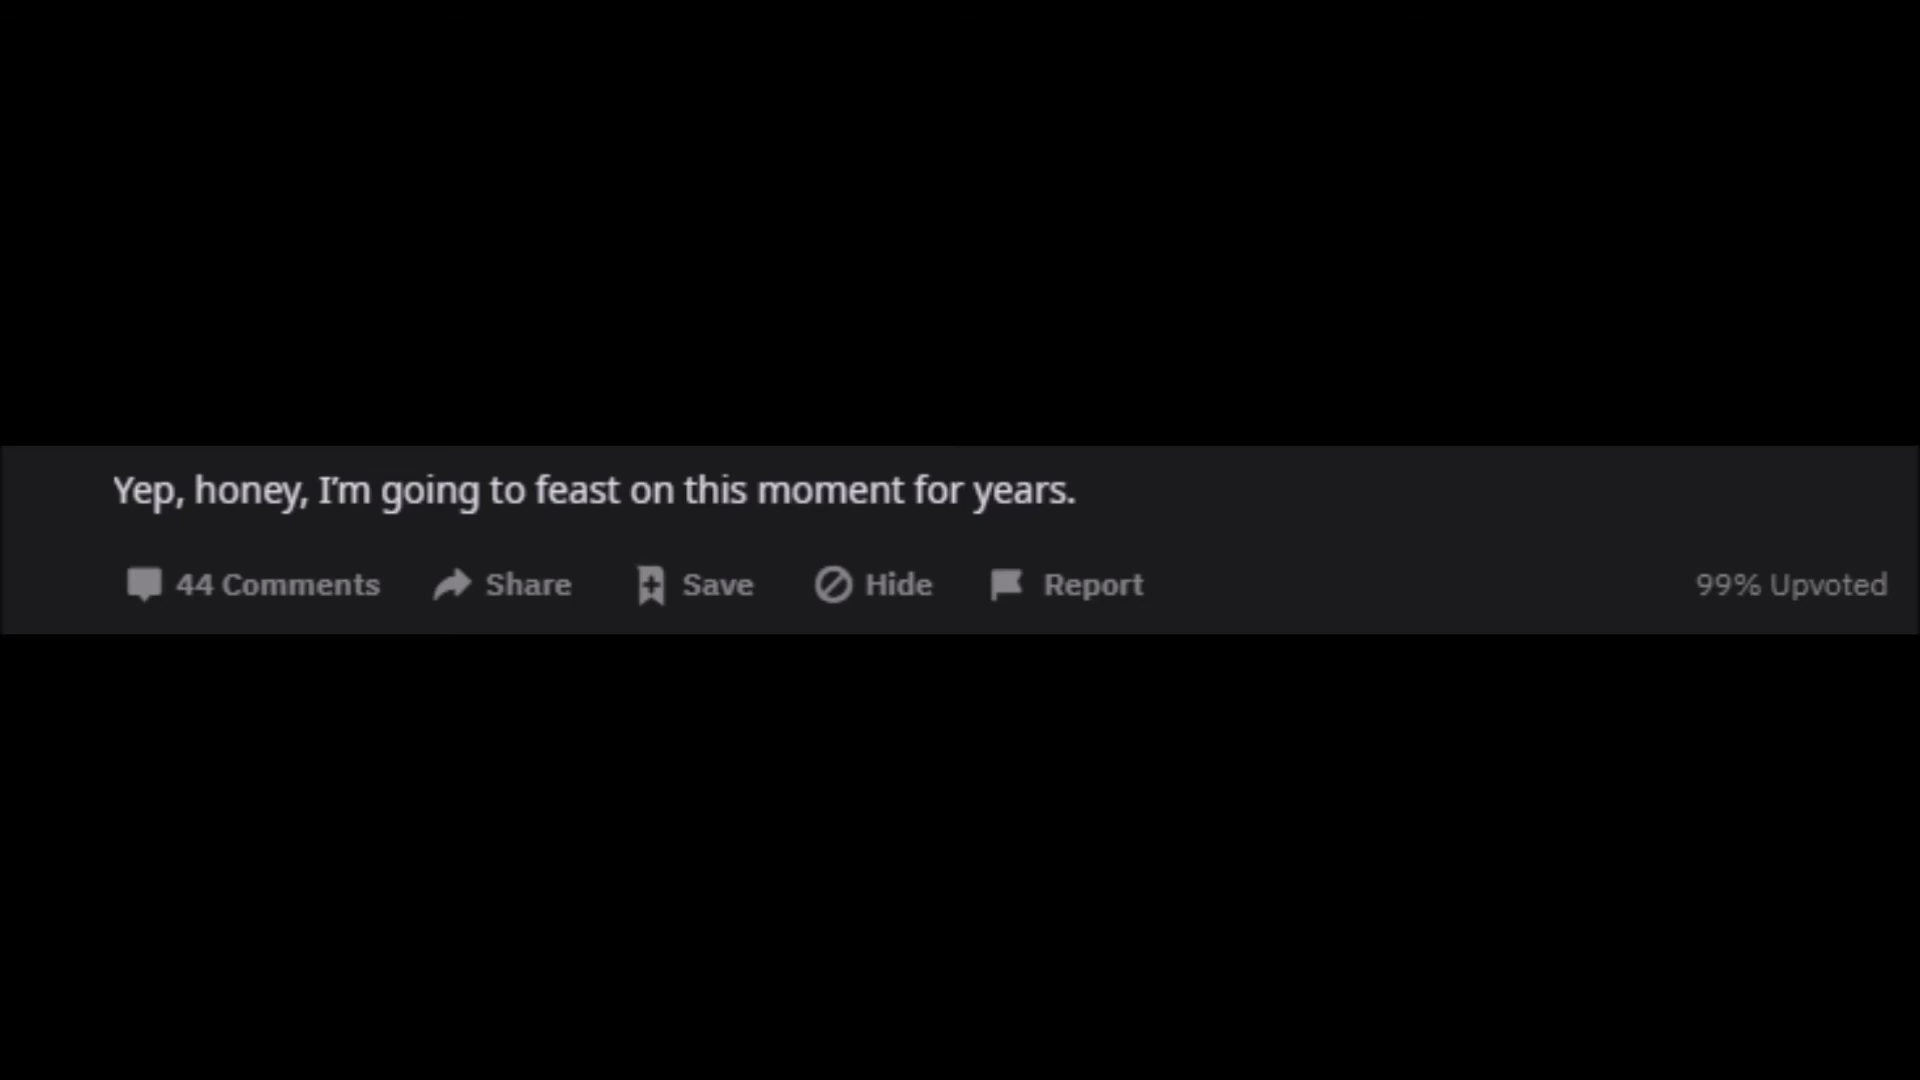 Yep, honey, I'm going to feast on this moment for years.
44 Comments Share Save Hide Report 99% Upvoted